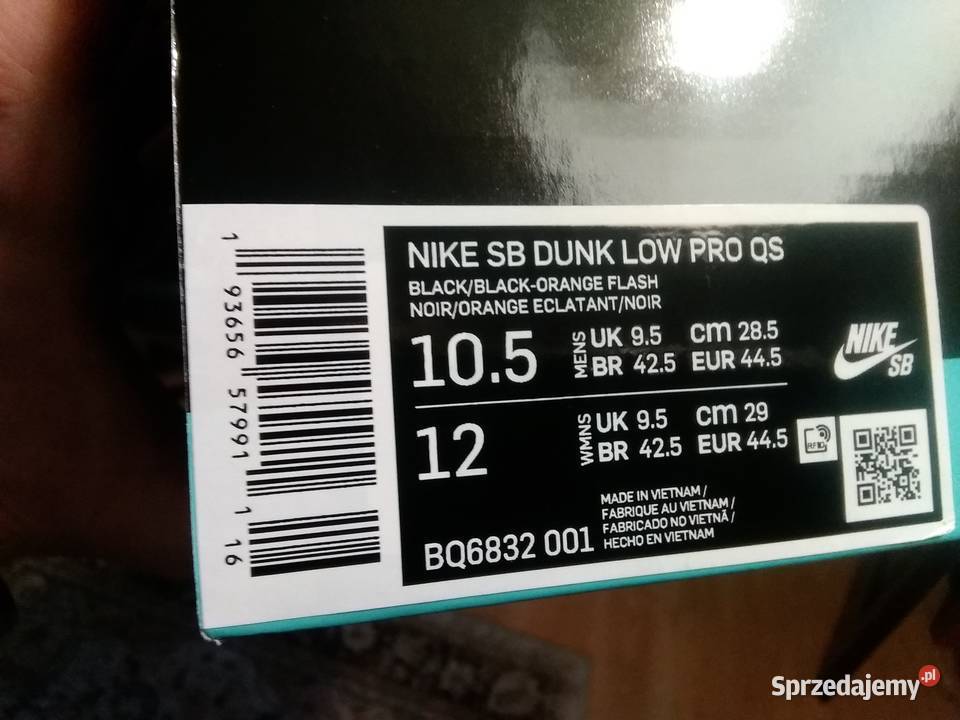 NIKE SB DUNK LOW PRO QS
BLACK/BLACK-ORANGE FLASH
NOIR/ORANGE ECLATANT/NOIR
10.5 MENS UK 9.5 cm 28.5
BR 42.5 EUR 44.5
12 WMNS UK 9.5 cm 29
BR 42.5 EUR 44.5
NIKE SB
RFID
BQ6832 001
MADE IN VIETNAM /
FABRIQUE AU VIETNAM /
FABRICADO NO VIETNÃ /
HECHO EN VIETNAM
1 93656 57991 1 16
Sprzedajemy.pl